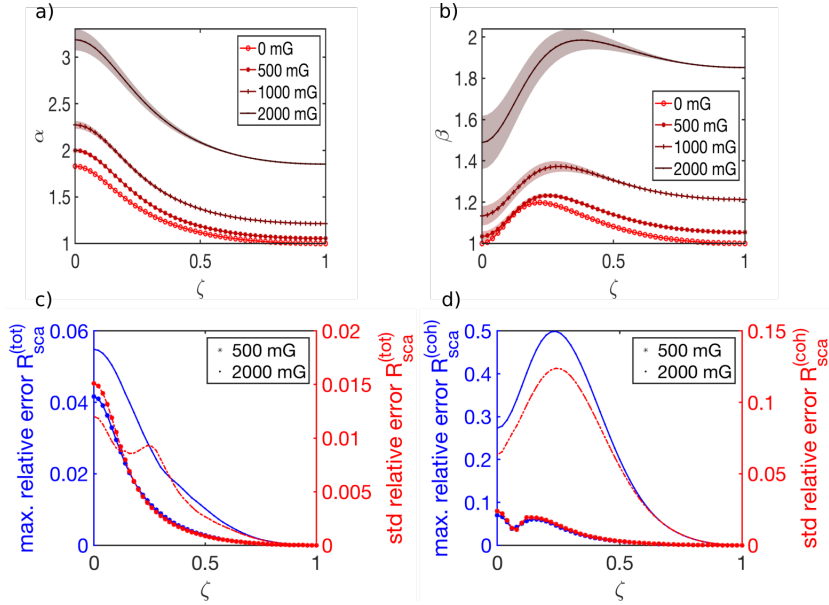 a)
b)
α
3
2.5
2
1.5
1
0 mG
500 mG
1000 mG
2000 mG
0
0.5
1
ζ
β
2
1.8
1.6
1.4
1.2
1
0 mG
500 mG
1000 mG
2000 mG
0
0.5
1
ζ
c)
d)
max. relative error R_sca^(tot)
0.06
0.04
0.02
0
500 mG
2000 mG
0.02
0.015
0.01
0.005
0
std relative error R_sca^(tot)
0
0.5
1
ζ
max. relative error R_sca^(coh)
0.5
0.4
0.3
0.2
0.1
0
500 mG
2000 mG
0.15
0.1
0.05
0
std relative error R_sca^(coh)
0
0.5
1
ζ